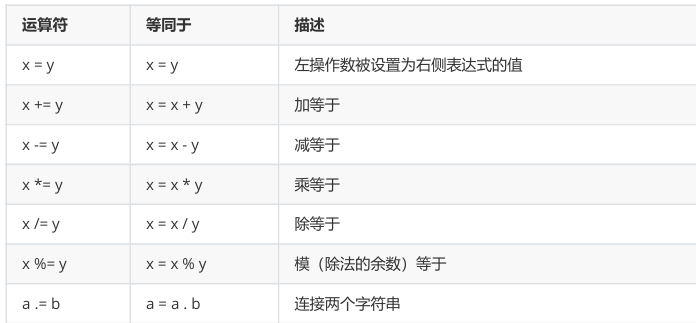 运算符 等同于 描述
x = y x = y 左操作数被设置为右侧表达式的值
x += y x = x + y 加等于
x -= y x = x - y 减等于
x *= y x = x * y 乘等于
x /= y x = x / y 除等于
x %= y x = x % y 模（除法的余数）等于
a .= b a = a . b 连接两个字符串